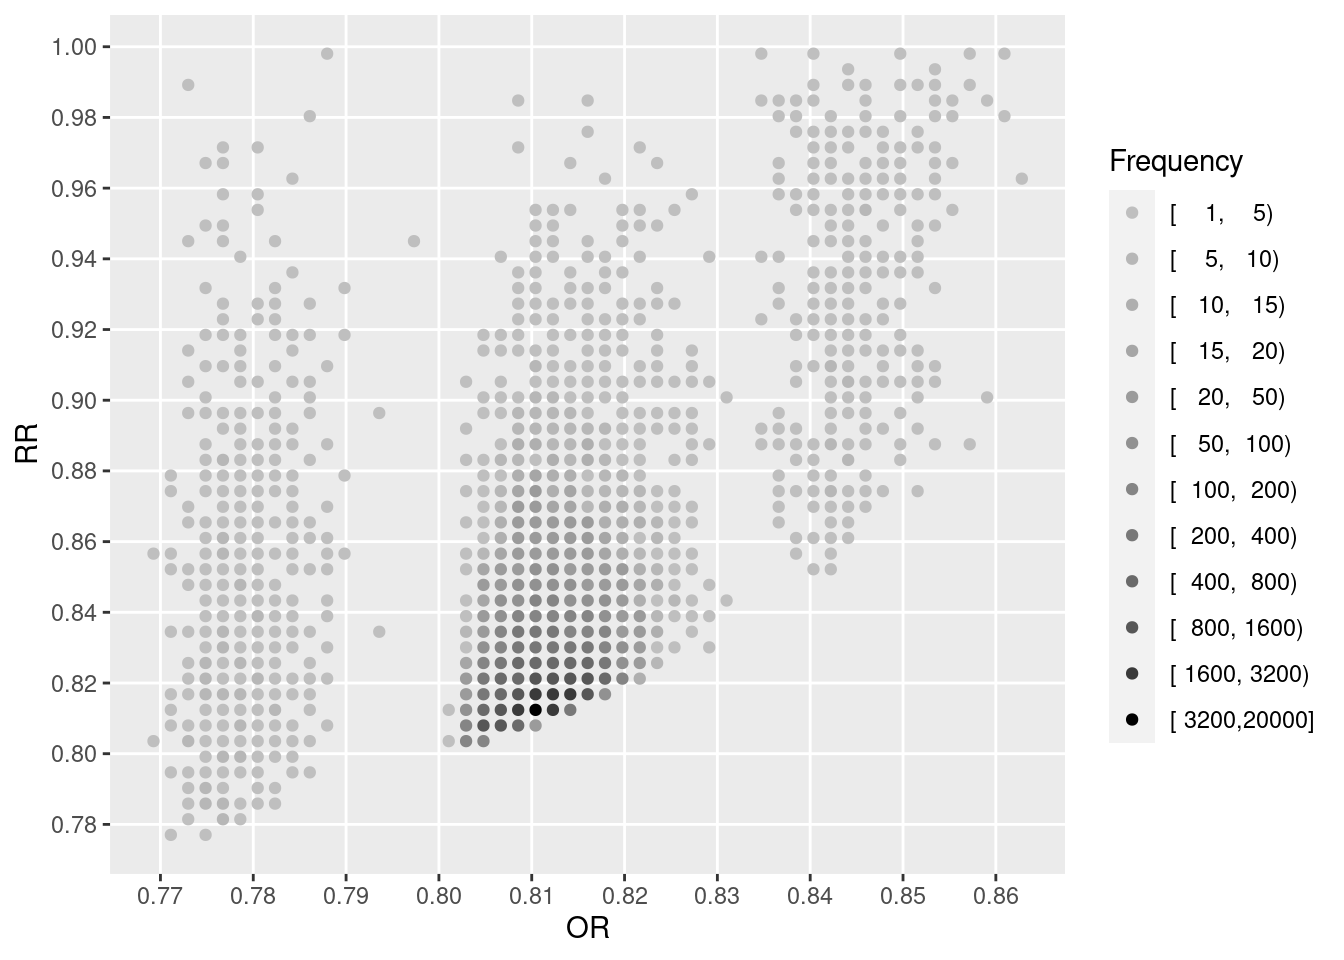 1.00
0.98
0.96
0.94
0.92
0.90
0.88
0.86
0.84
0.82
0.80
0.78
RR
0.77 0.78 0.79 0.80 0.81 0.82 0.83 0.84 0.85 0.86
OR
Frequency
[ 1, 5)
[ 5, 10)
[ 10, 15)
[ 15, 20)
[ 20, 50)
[ 50, 100)
[ 100, 200)
[ 200, 400)
[ 400, 800)
[ 800, 1600)
[ 1600, 3200)
[ 3200,20000]